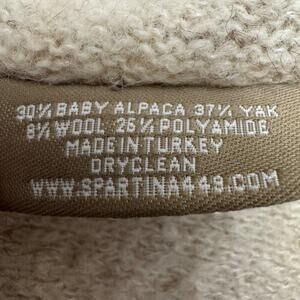 30% BABY ALPACA 37% YAK
8% WOOL 25% POLYAMIDE
MADE IN TURKEY
DRYCLEAN
WWW.SPARTINA449.COM